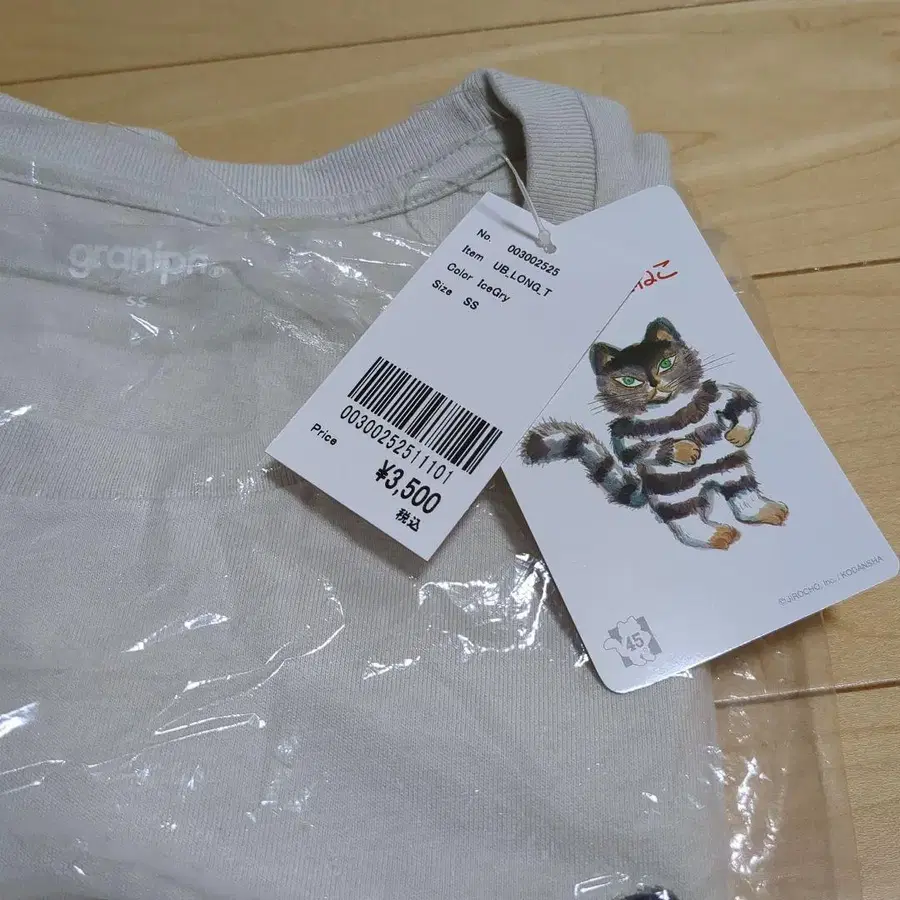 graniph®
SS
No. 003002525
Item UB_LONG_T
Color IceGry
Size SS
00300252511101
Price
¥3,500
税込
ねこ
©JIROCHO, Inc. / KODANSHA
45